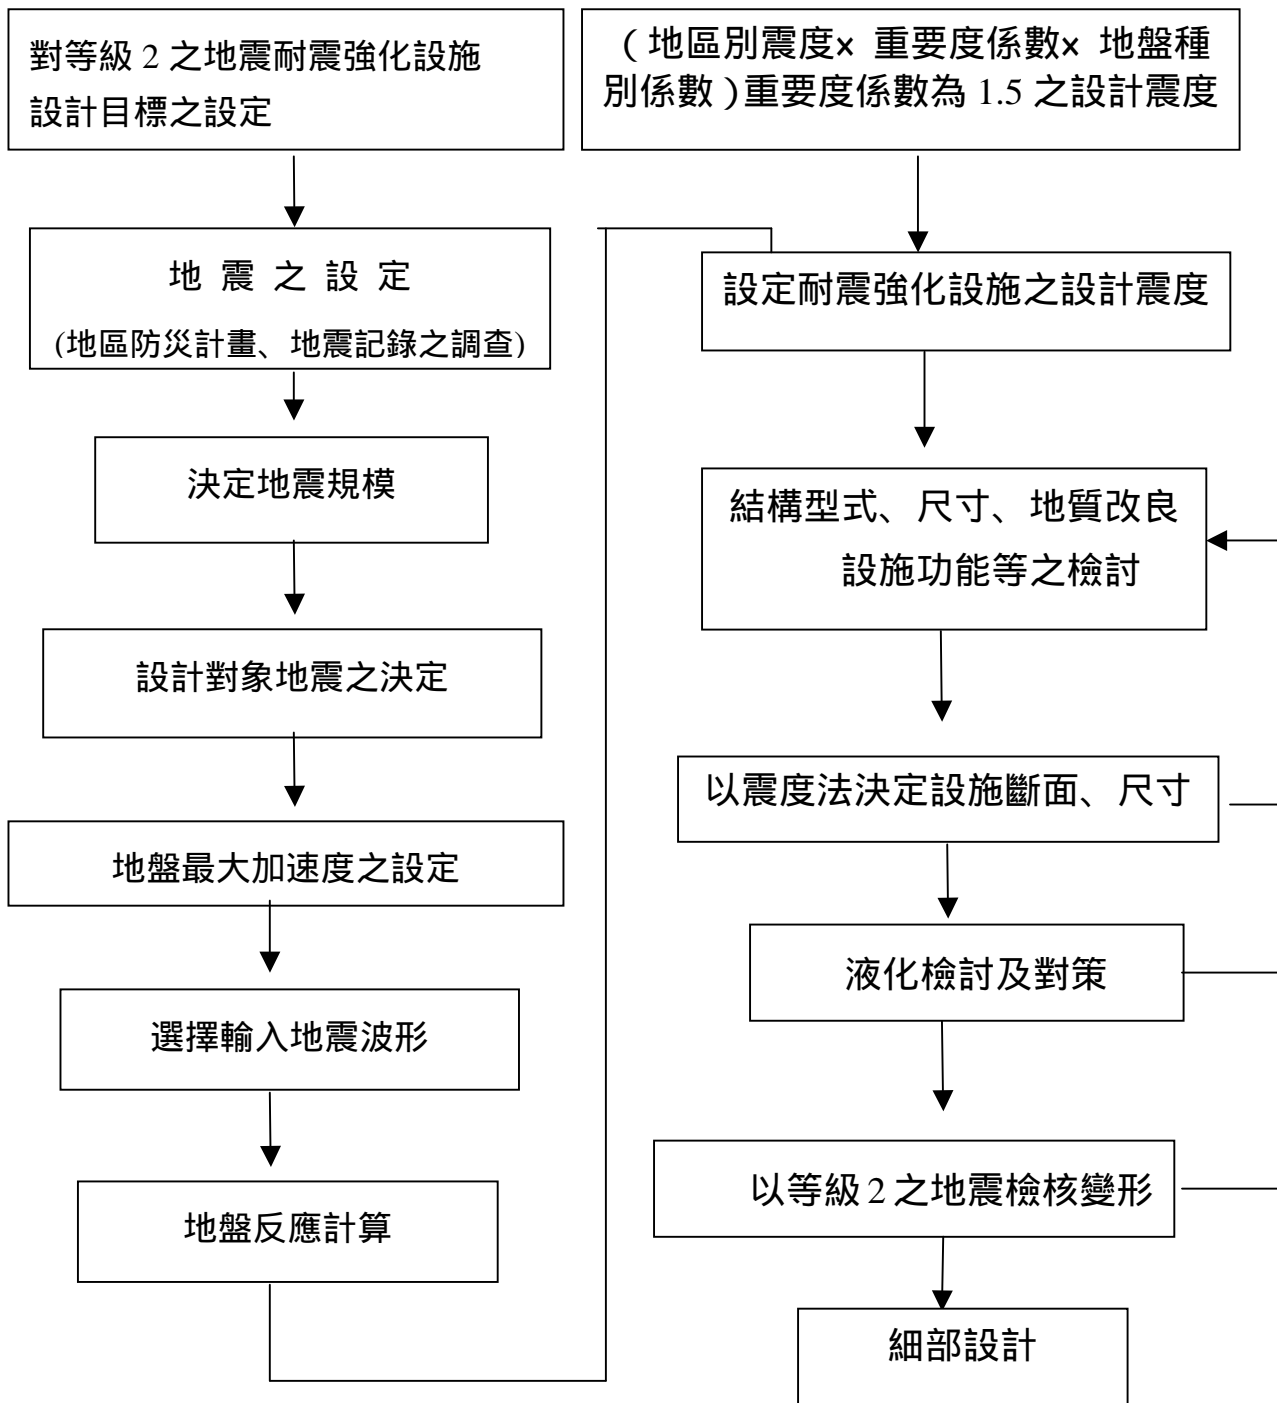 對等級 2 之地震耐震強化設施
設計目標之設定
地 震 之 設 定
(地區防災計畫、地震記錄之調查)
決定地震規模
設計對象地震之決定
地盤最大加速度之設定
選擇輸入地震波形
地盤反應計算
（地區別震度× 重要度係數× 地盤種
別係數）重要度係數為 1.5 之設計震度
設定耐震強化設施之設計震度
結構型式、尺寸、地質改良
設施功能等之檢討
以震度法決定設施斷面、尺寸
液化檢討及對策
以等級 2 之地震檢核變形
細部設計